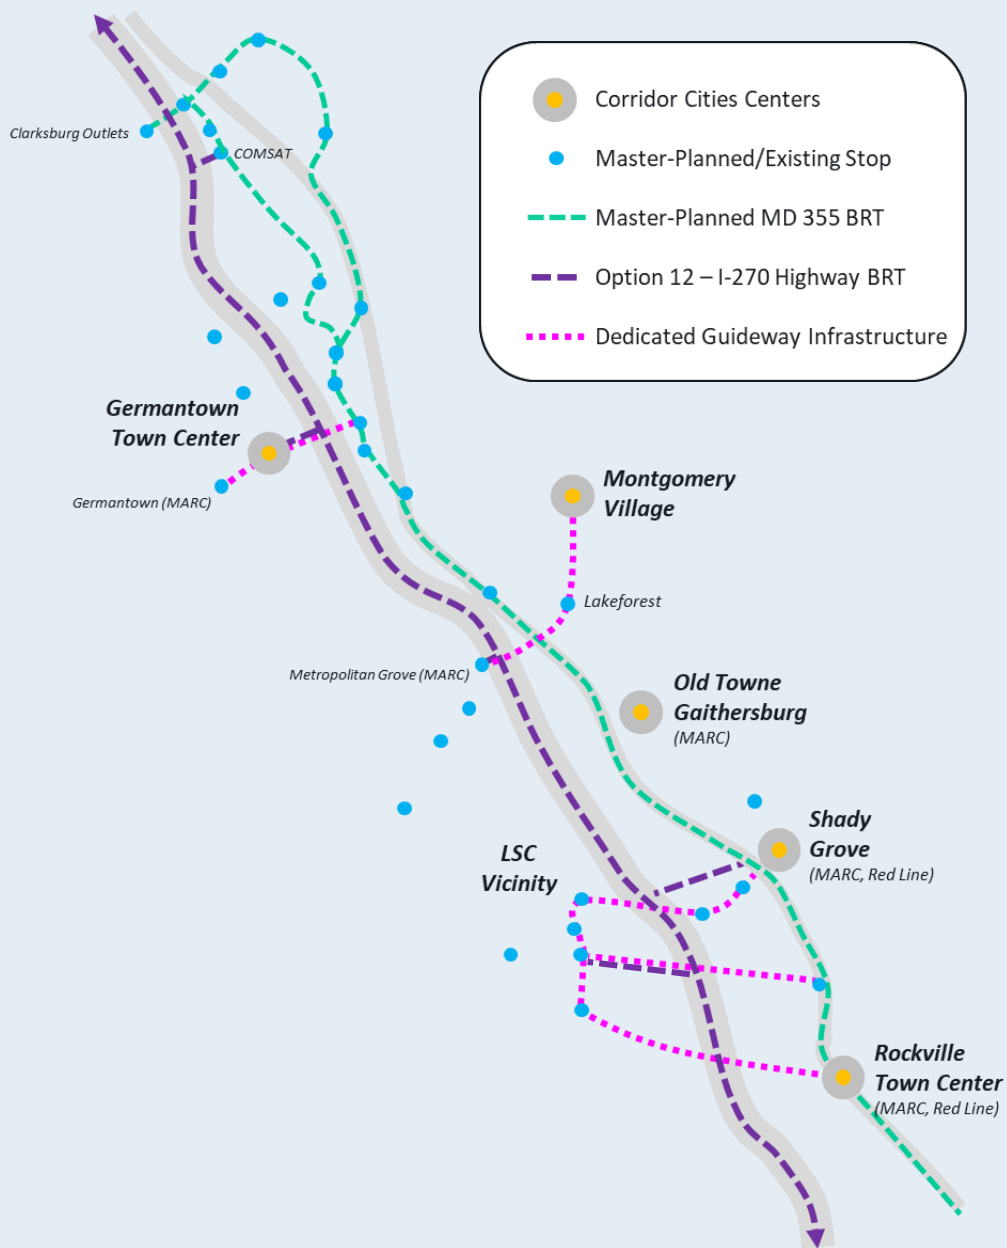 Corridor Cities Centers
Master-Planned/Existing Stop
Master-Planned MD 355 BRT
Option 12 – I-270 Highway BRT
Dedicated Guideway Infrastructure
Clarksburg Outlets
COMSAT
Germantown
Town Center
Germantown (MARC)
Montgomery
Village
Lakeforest
Metropolitan Grove (MARC)
Old Towne
Gaithersburg
(MARC)
Shady
Grove
(MARC, Red Line)
LSC
Vicinity
Rockville
Town Center
(MARC, Red Line)